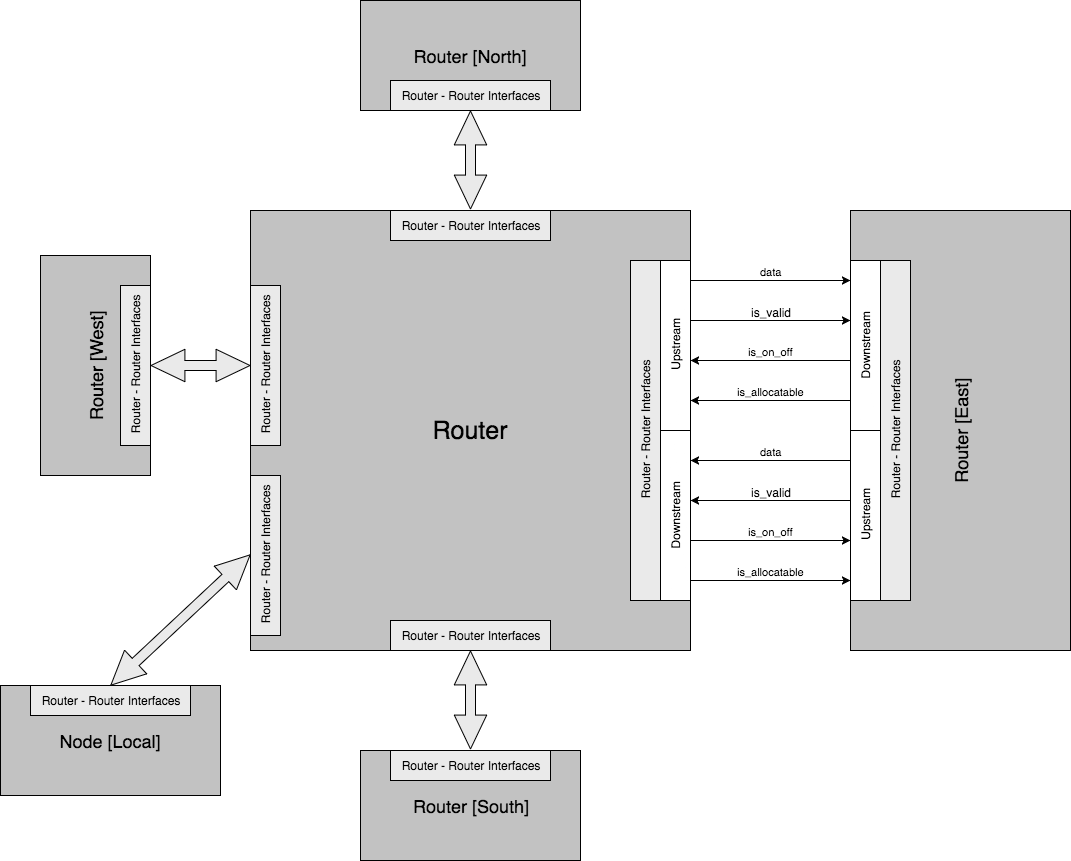 Router [North]
Router - Router Interfaces
Router - Router Interfaces
Router [West]
Router - Router Interfaces
Router - Router Interfaces
Router
Router - Router Interfaces
Router - Router Interfaces
Upstream
Downstream
data
is_valid
is_on_off
is_allocatable
data
is_valid
is_on_off
is_allocatable
Downstream
Upstream
Router - Router Interfaces
Router [East]
Router - Router Interfaces
Router - Router Interfaces
Node [Local]
Router - Router Interfaces
Router [South]